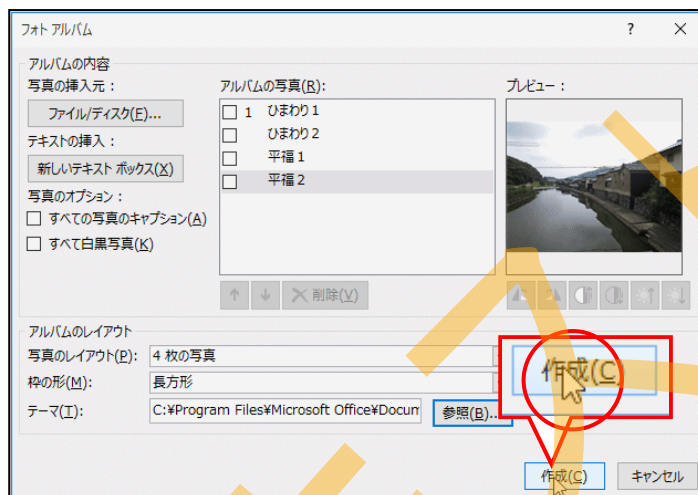 フォト アルバム
?
×
アルバムの内容
写真の挿入元：
ファイル/ディスク(F)...
テキストの挿入：
新しいテキスト ボックス(X)
写真のオプション：
すべての写真のキャプション(A)
すべて白黒写真(K)
アルバムの写真(R):
1 ひまわり1
ひまわり2
平福1
平福2
削除(V)
プレビュー：
アルバムのレイアウト
写真のレイアウト(P): 4 枚の写真
枠の形(M): 長方形
テーマ(T): C:¥Program Files¥Microsoft Office¥Docum
参照(B)...
作成(C)
作成(C)
キャンセル